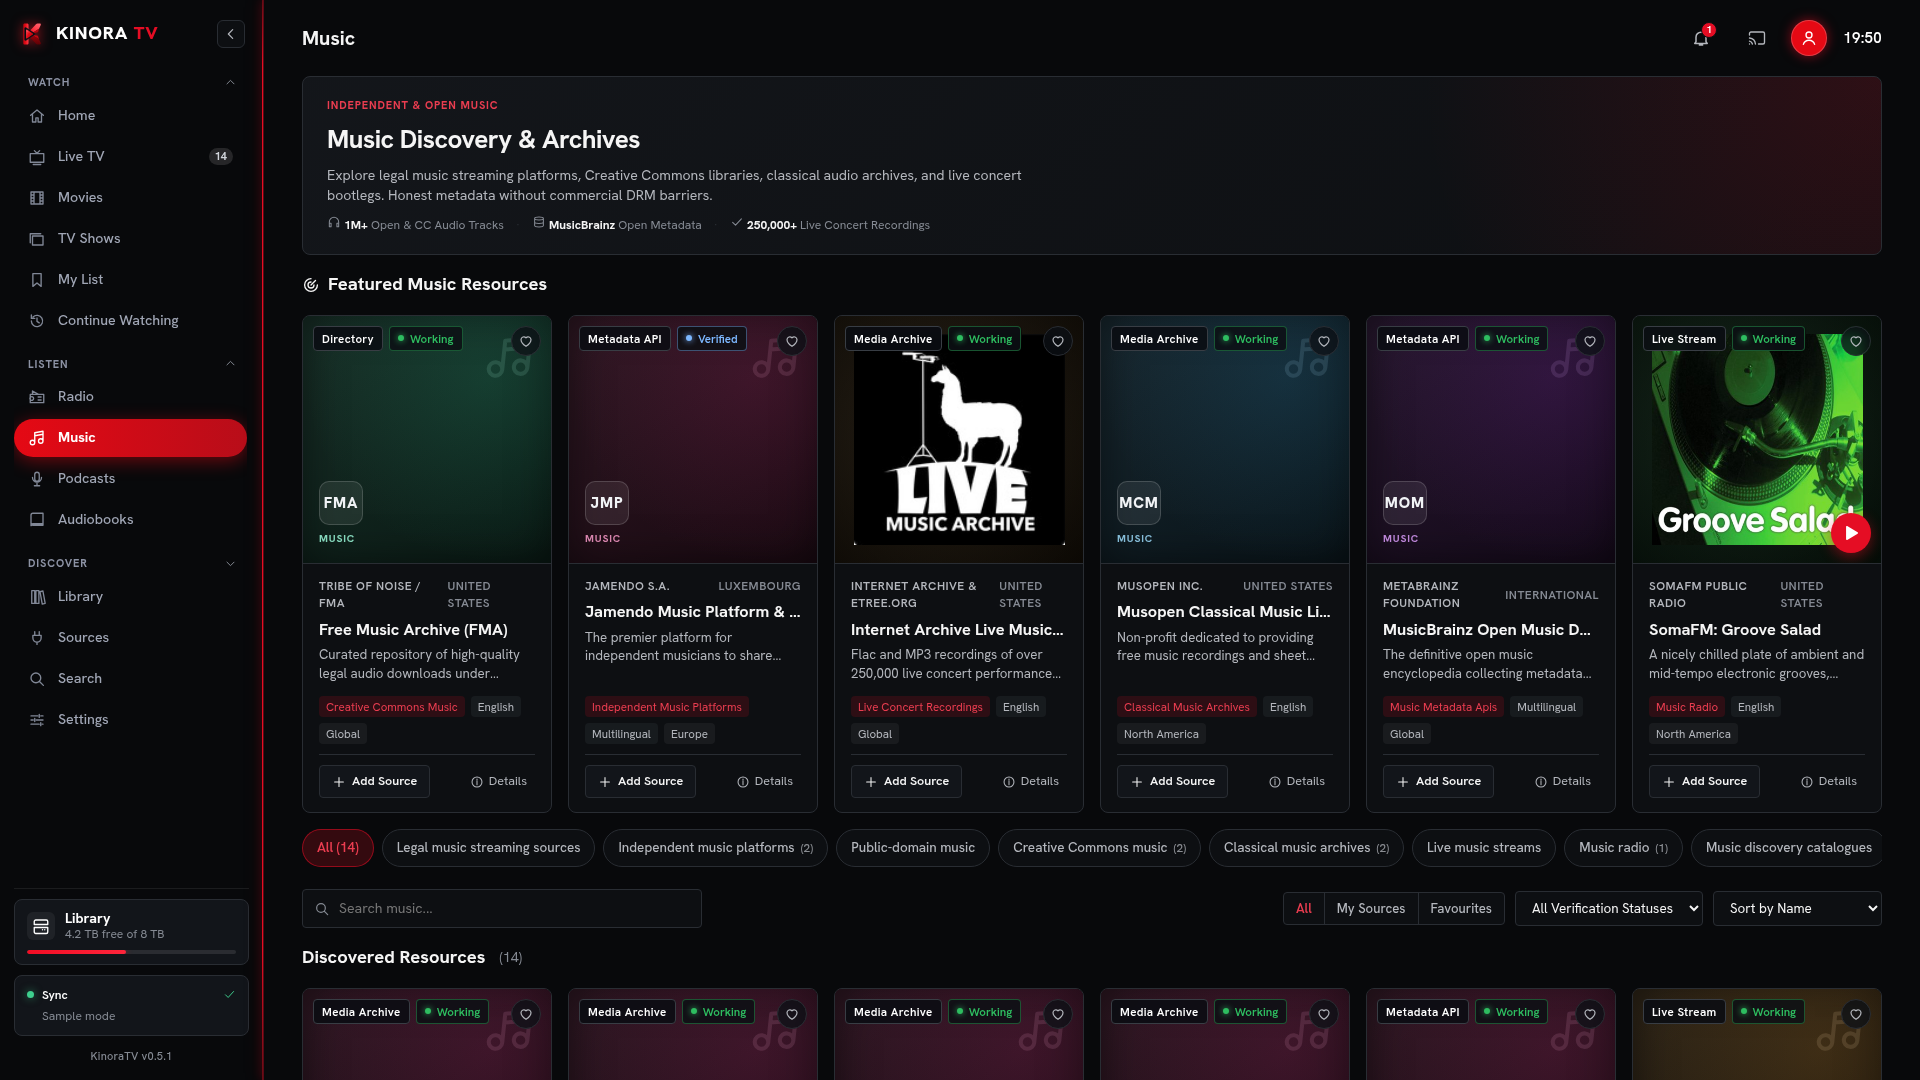 KINORA TV
WATCH
Home
Live TV 14
Movies
TV Shows
My List
Continue Watching
LISTEN
Radio
Music
Podcasts
Audiobooks
DISCOVER
Library
Sources
Search
Settings
Library
4.2 TB free of 8 TB
Sync
Sample mode
KinoraTV v0.5.1
Music
1
19:50
INDEPENDENT & OPEN MUSIC
Music Discovery & Archives
Explore legal music streaming platforms, Creative Commons libraries, classical audio archives, and live concert
bootlegs. Honest metadata without commercial DRM barriers.
1M+ Open & CC Audio Tracks · MusicBrainz Open Metadata · 250,000+ Live Concert Recordings
Featured Music Resources
Directory Working
FMA
MUSIC
TRIBE OF NOISE /
FMA
UNITED
STATES
Free Music Archive (FMA)
Curated repository of high-quality
legal audio downloads under...
Creative Commons Music English
Global
Add Source Details
Metadata API Verified
JMP
MUSIC
JAMENDO S.A. LUXEMBOURG
Jamendo Music Platform & ...
The premier platform for
independent musicians to share...
Independent Music Platforms
Multilingual Europe
Add Source Details
Media Archive Working
LIVE
MUSIC ARCHIVE
INTERNET ARCHIVE &
ETREE.ORG
UNITED
STATES
Internet Archive Live Music...
Flac and MP3 recordings of over
250,000 live concert performance...
Live Concert Recordings English
Global
Add Source Details
Media Archive Working
MCM
MUSIC
MUSOPEN INC. UNITED STATES
Musopen Classical Music Li...
Non-profit dedicated to providing
free music recordings and sheet...
Classical Music Archives English
North America
Add Source Details
Metadata API Working
MOM
MUSIC
METABRAINZ
FOUNDATION
INTERNATIONAL
MusicBrainz Open Music D...
The definitive open music
encyclopedia collecting metadata...
Music Metadata Apis Multilingual
Global
Add Source Details
Live Stream Working
Groove Salad
SOMAFM PUBLIC
RADIO
UNITED
STATES
SomaFM: Groove Salad
A nicely chilled plate of ambient and
mid-tempo electronic grooves,...
Music Radio English
North America
Add Source Details
All (14) Legal music streaming sources Independent music platforms (2) Public-domain music Creative Commons music (2) Classical music archives (2) Live music streams Music radio (1) Music discovery catalogues
Search music...
All My Sources Favourites All Verification Statuses Sort by Name
Discovered Resources (14)
Media Archive Working
Media Archive Working
Media Archive Working
Media Archive Working
Metadata API Working
Live Stream Working